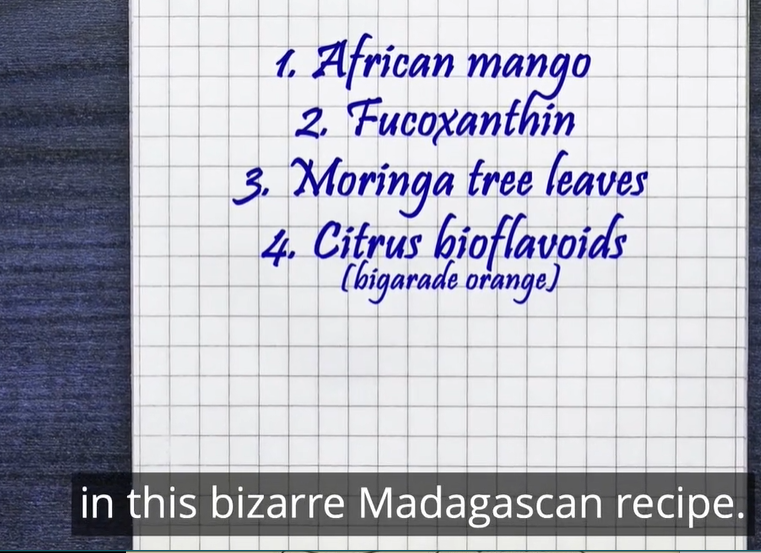 1. African mango
2. Fucoxanthin
3. Moringa tree leaves
4. Citrus bioflavoids
(bigarade orange)
in this bizarre Madagascan recipe.